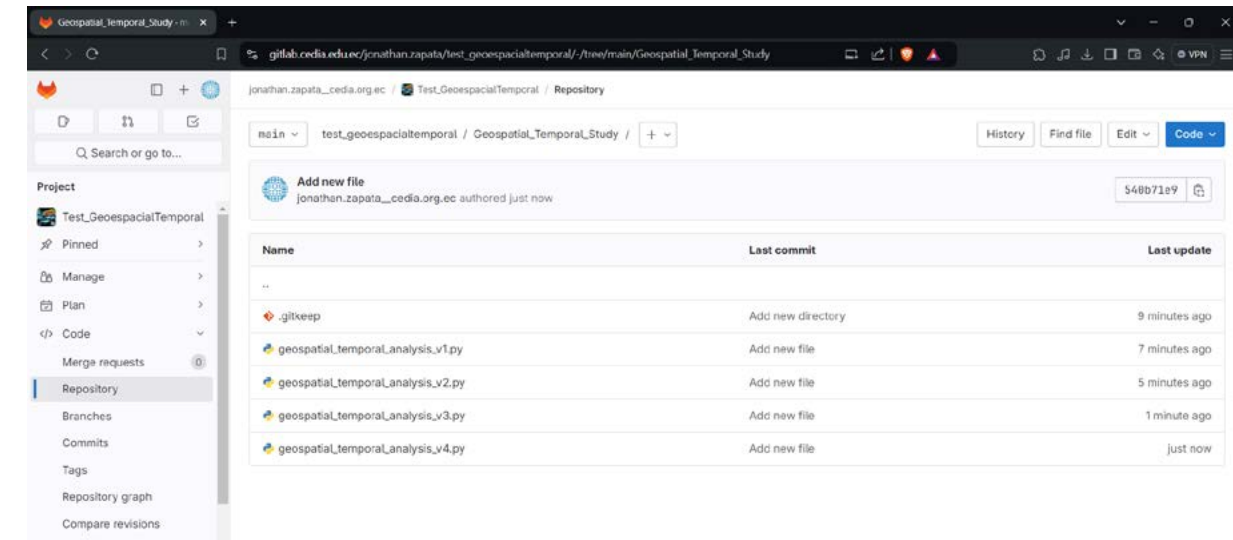 Geospatial_Temporal_Study · m
gitlab.cedia.edu.ec/jonathan.zapata/test_geoespacialtemporal/-/tree/main/Geospatial_Temporal_Study
VPN
jonathan.zapata__cedia.org.ec / Test_GeoespacialTemporal / Repository
main test_geoespacialtemporal / Geospatial_Temporal_Study / +
History Find file Edit Code
Search or go to...
Project
Test_GeoespacialTemporal
Pinned
Manage
Plan
Code
Merge requests 0
Repository
Branches
Commits
Tags
Repository graph
Compare revisions
Add new file
jonathan.zapata__cedia.org.ec authored just now
540b71e9
Name Last commit Last update
..
.gitkeep Add new directory 9 minutes ago
geospatial_temporal_analysis_v1.py Add new file 7 minutes ago
geospatial_temporal_analysis_v2.py Add new file 5 minutes ago
geospatial_temporal_analysis_v3.py Add new file 1 minute ago
geospatial_temporal_analysis_v4.py Add new file just now